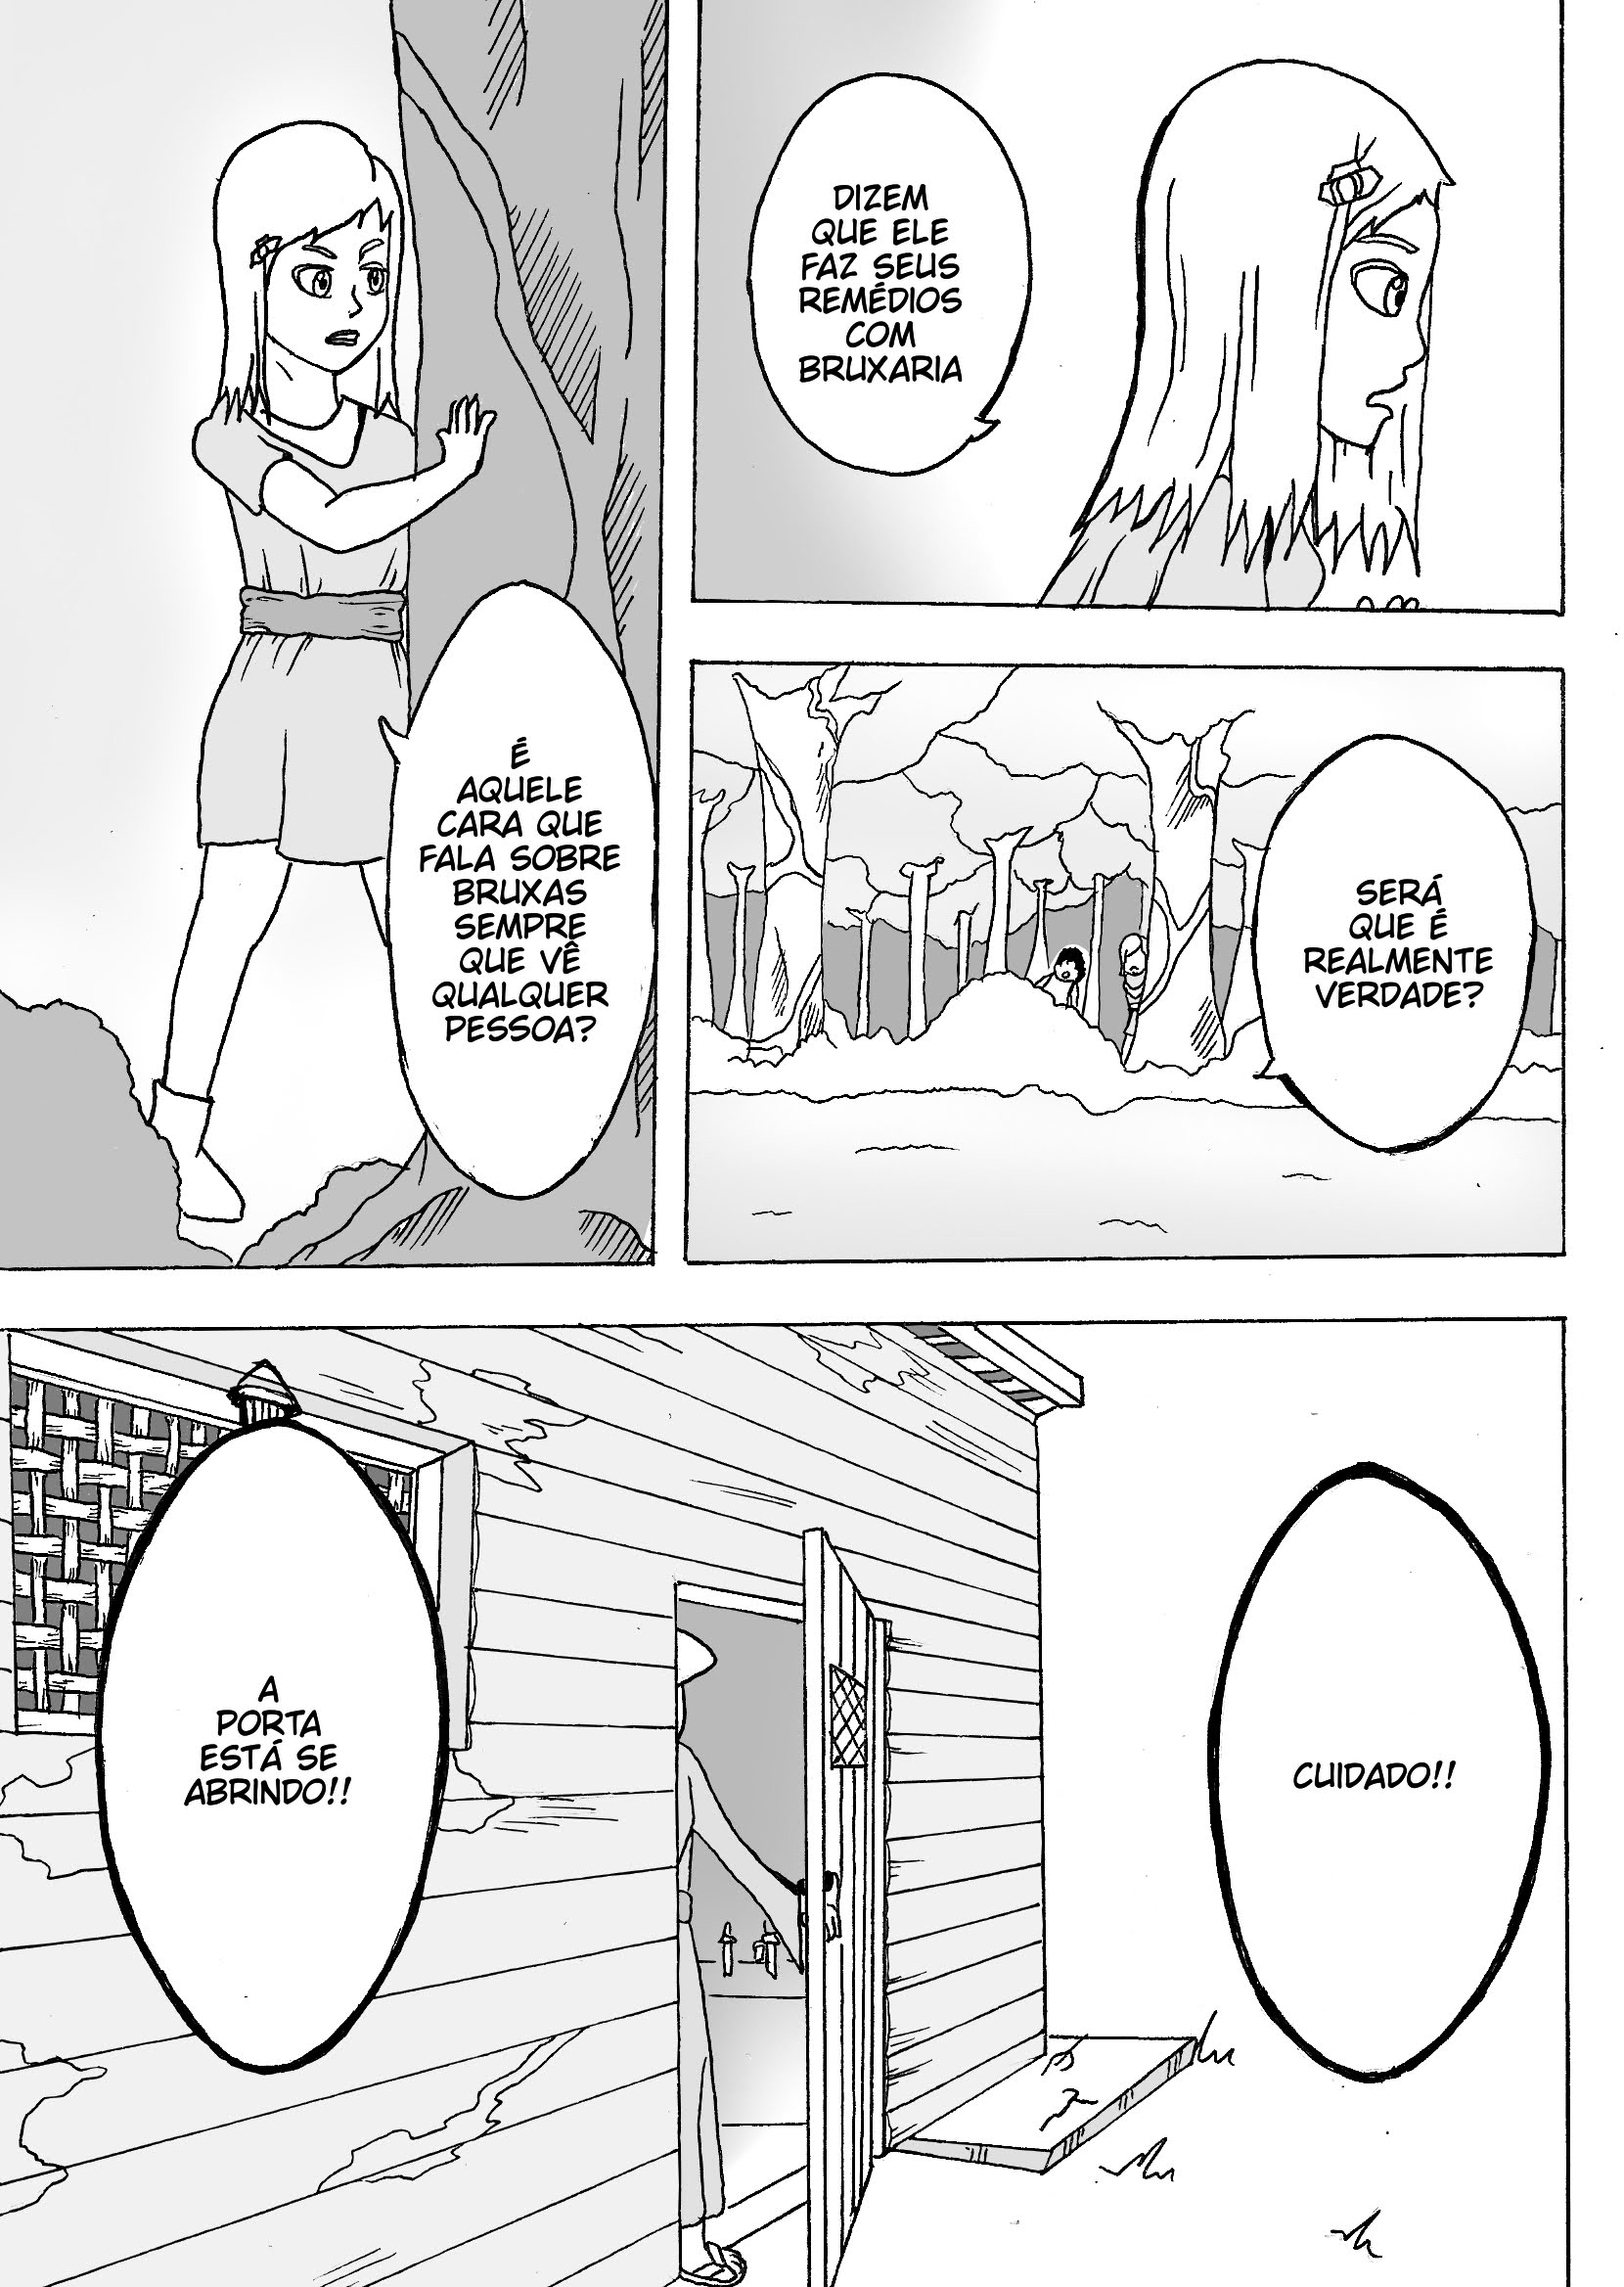 DIZEM
QUE ELE
FAZ SEUS
REMÉDIOS
COM
BRUXARIA
SERÁ
QUE É
REALMENTE
VERDADE?
É
AQUELE
CARA QUE
FALA SOBRE
BRUXAS
SEMPRE
QUE VÊ
QUALQUER
PESSOA?
CUIDADO!!
A
PORTA
ESTÁ SE
ABRINDO!!